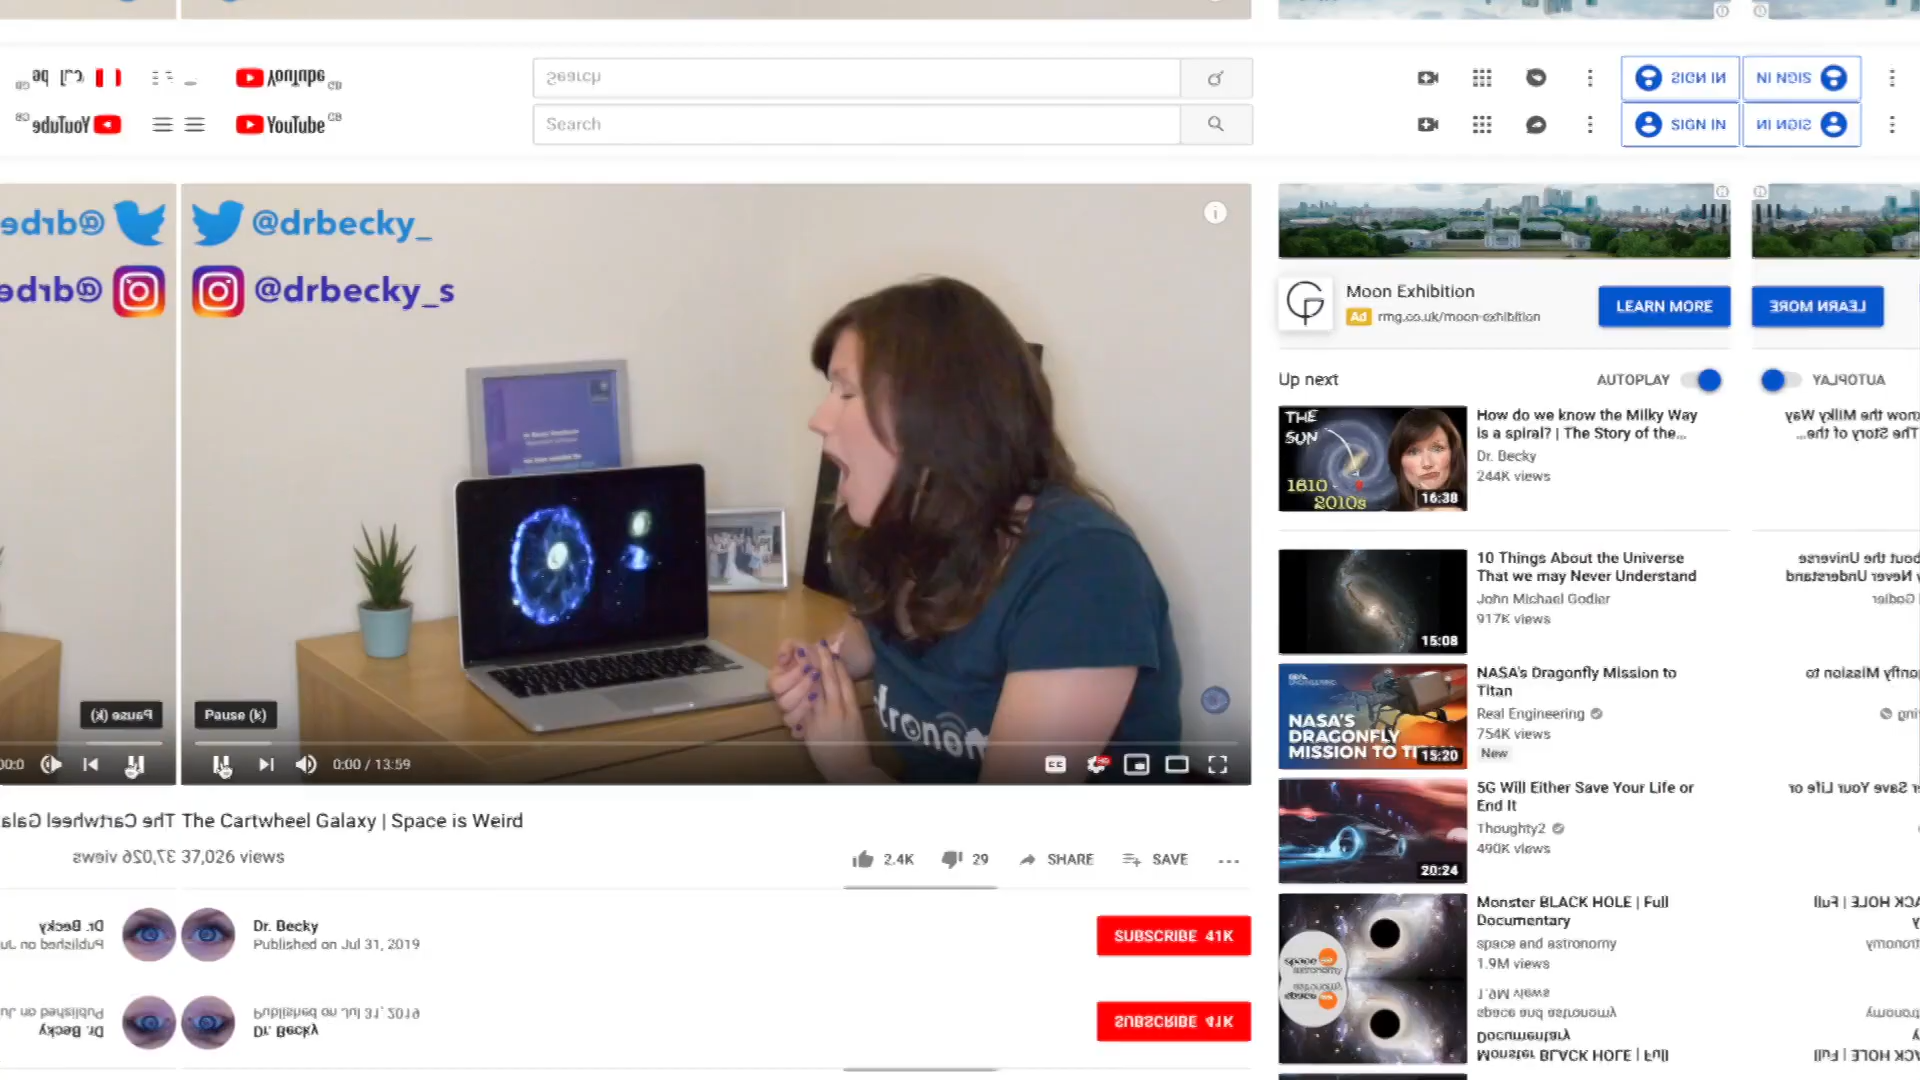 YouTube GB
Search
SIGN IN
@drbecky_
@drbecky_s
Pause (k)
0:00 / 13:59
The Cartwheel Galaxy | Space is Weird
37,026 views
2.4K
29
SHARE
SAVE
Dr. Becky
Published on Jul 31, 2019
SUBSCRIBE 41K
Moon Exhibition
Ad rmg.co.uk/moon-exhibition
LEARN MORE
Up next
AUTOPLAY
THE
SUN
1610 -
2010s
16:38
How do we know the Milky Way
is a spiral? | The Story of the...
Dr. Becky
244K views
15:08
10 Things About the Universe
That we may Never Understand
John Michael Godier
917K views
NASA'S
DRAGONFLY
MISSION TO TI
15:20
NASA's Dragonfly Mission to
Titan
Real Engineering
754K views
New
20:24
5G Will Either Save Your Life or
End It
Thoughty2
490K views
space
astronomy
Monster BLACK HOLE | Full
Documentary
space and astronomy
1.9M views